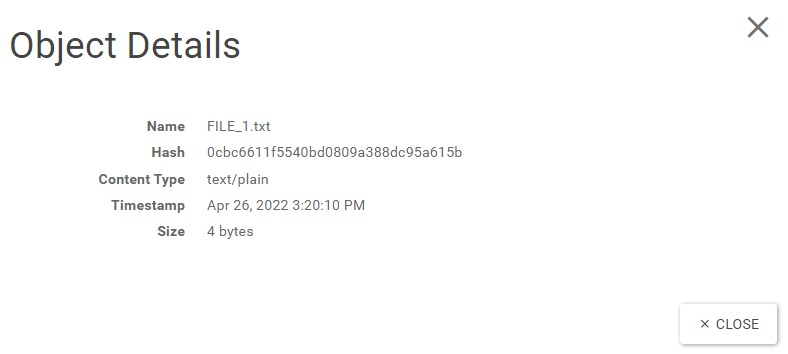 Object Details
Name FILE_1.txt
Hash 0cbc6611f5540bd0809a388dc95a615b
Content Type text/plain
Timestamp Apr 26, 2022 3:20:10 PM
Size 4 bytes
× CLOSE